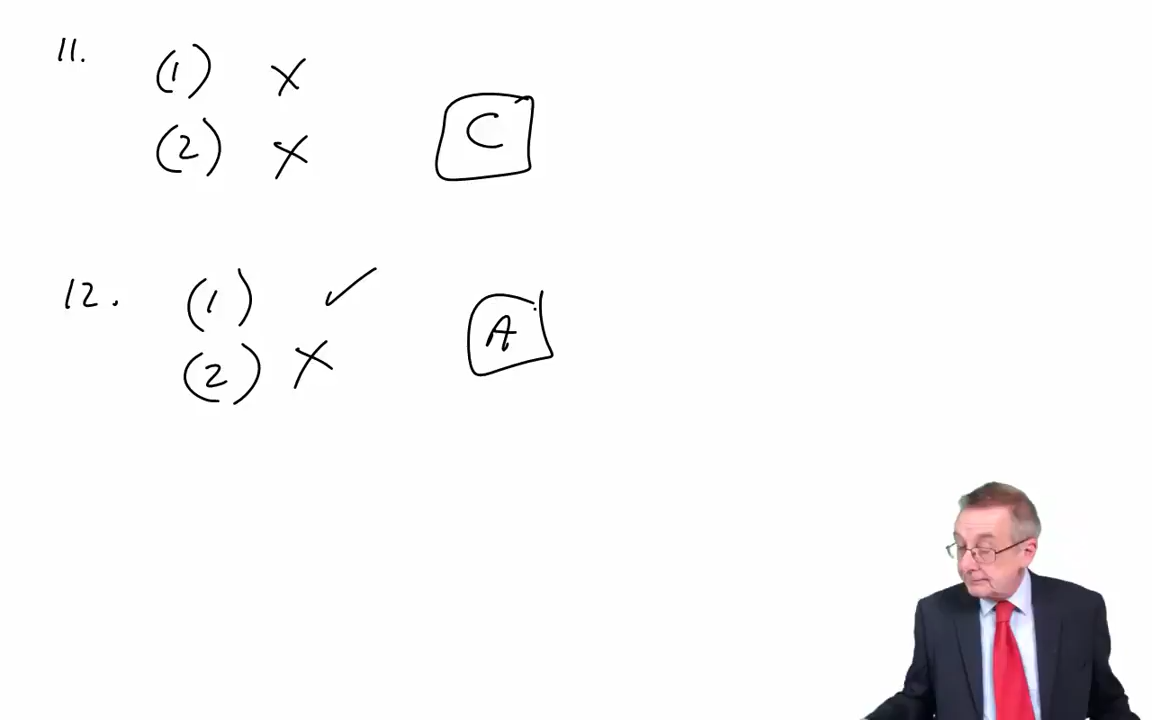 11. (1) X
(2) X
C
12. (1) ✓
(2) X
A